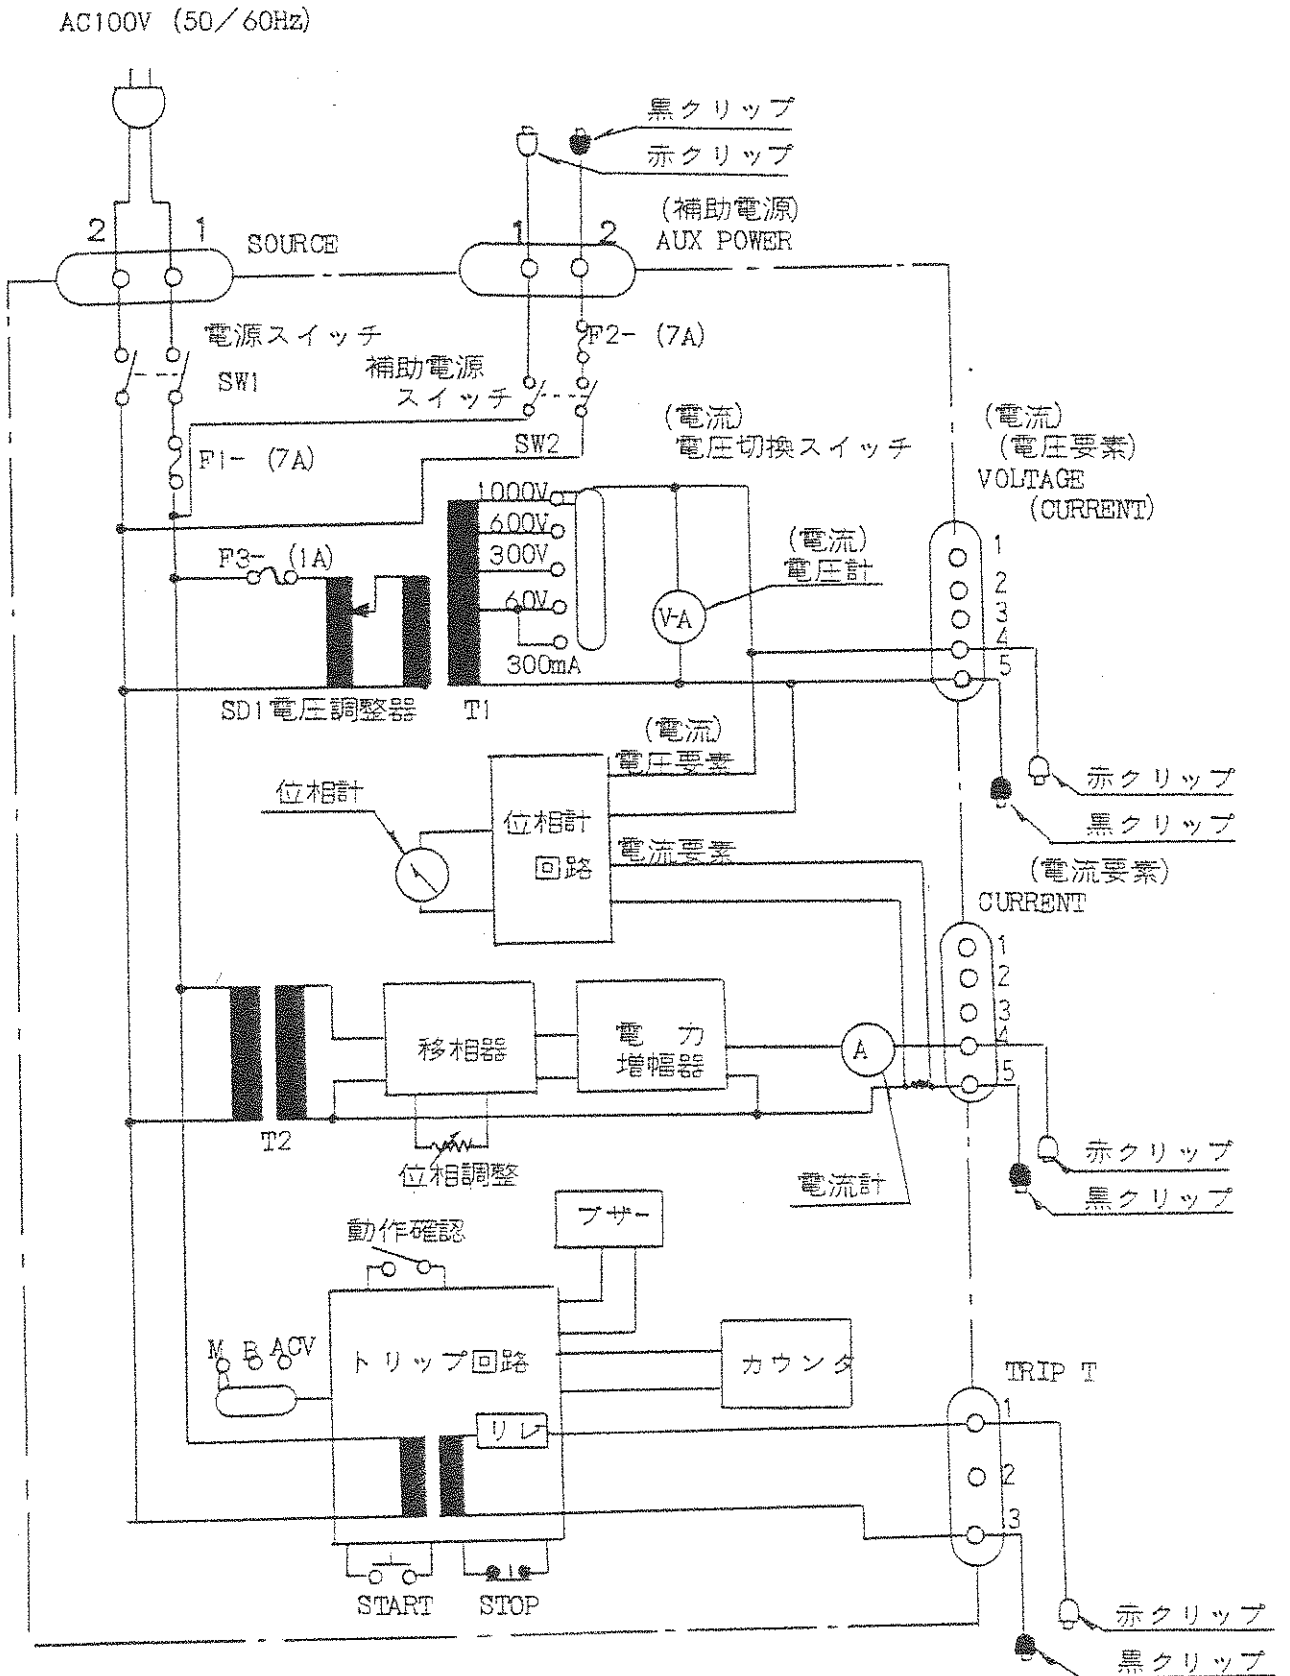 AC100V (50/60Hz)
黒クリップ
赤クリップ
(補助電源)
AUX POWER
2
1
SOURCE
1
2
電源スイッチ
SW1
補助電源
スイッチ
SW2
F2- (7A)
F1- (7A)
(電流)
電圧切換スイッチ
(電流)
(電圧要素)
VOLTAGE
(CURRENT)
1000V
600V
300V
60V
300mA
F3- (1A)
(電流)
電圧計
V-A
1
2
3
4
5
SD1電圧調整器
T1
(電流)
電圧要素
位相計
位相計
回路
電流要素
赤クリップ
黒クリップ
(電流要素)
CURRENT
1
2
3
4
5
移相器
電力
増幅器
A
T2
位相調整
電流計
赤クリップ
黒クリップ
動作確認
ブザー
M B ACV
トリップ回路
カウンタ
リレ
TRIP T
1
2
3
START
STOP
赤クリップ
黒クリップ